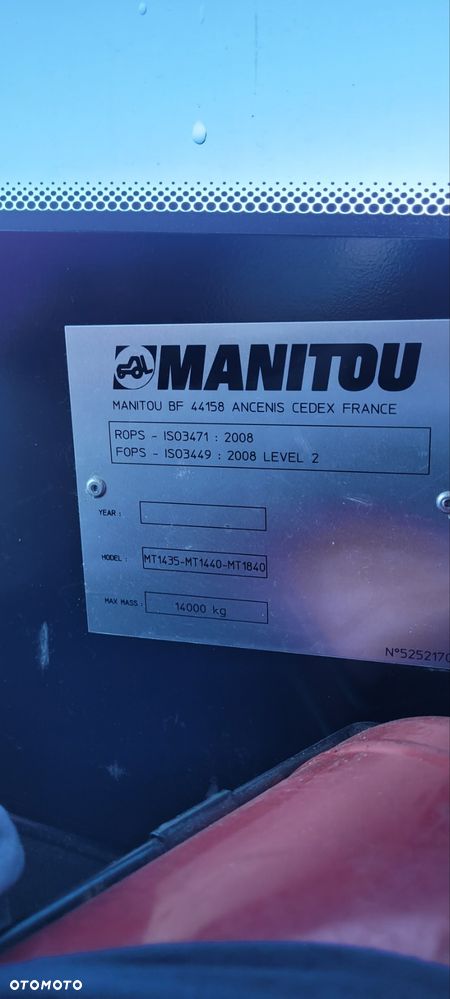 MANITOU
MANITOU BF 44158 ANCENIS CEDEX FRANCE
ROPS - ISO3471 : 2008
FOPS - ISO3449 : 2008 LEVEL 2
YEAR :
MODEL : MT1435-MT1440-MT1840
MAX MASS : 14000 kg
N°5252170
OTOMOTO